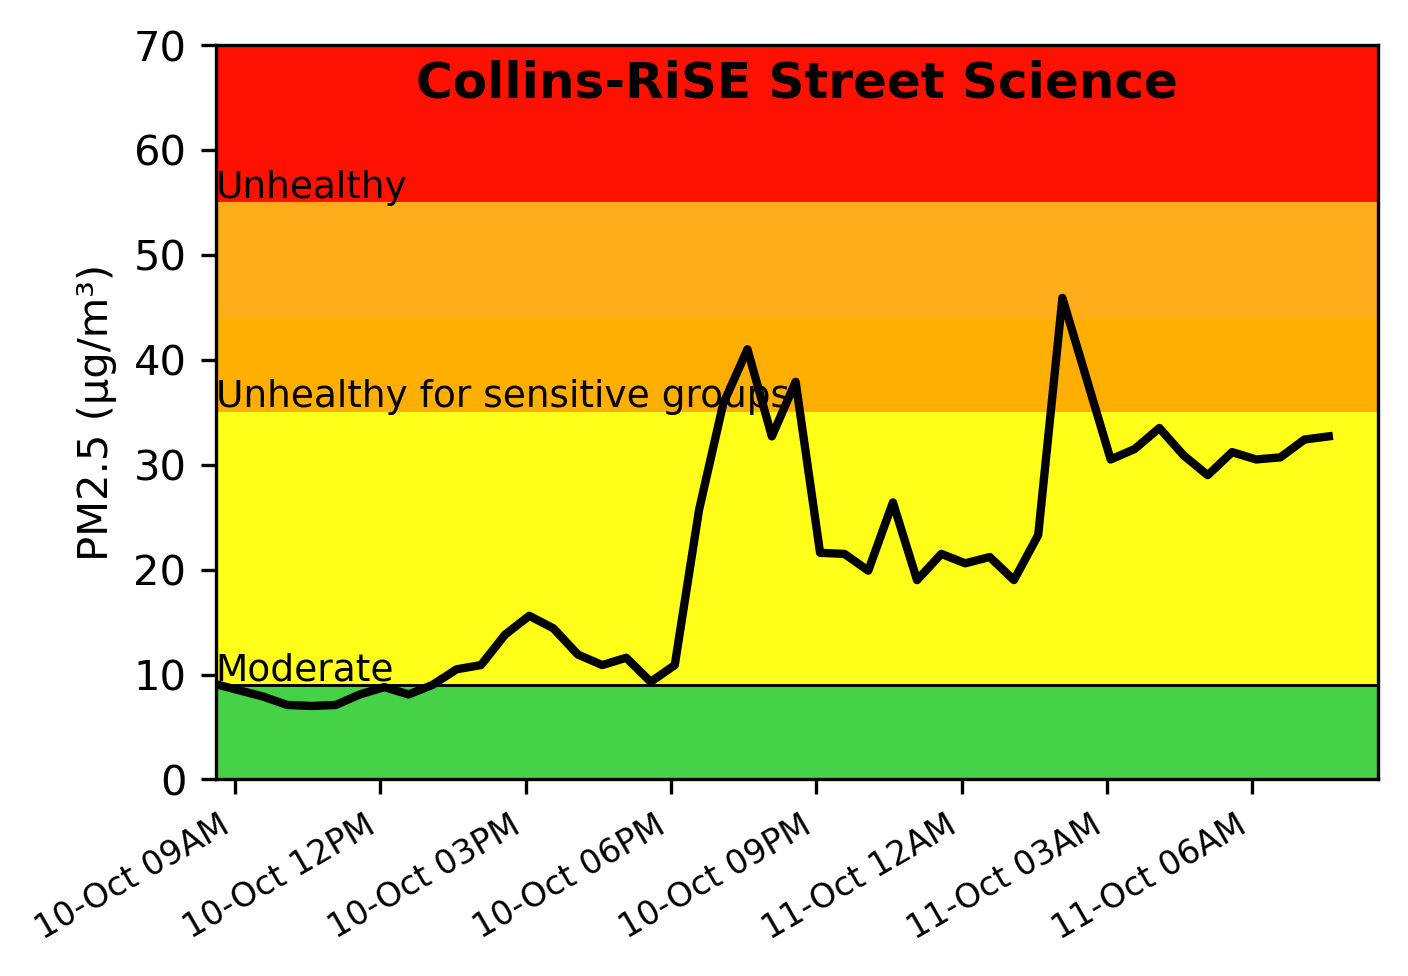 Collins-RiSE Street Science
70
60
Unhealthy
50
40
Unhealthy for sensitive groups
30
20
10
Moderate
0
PM2.5 (µg/m³)
10-Oct 09AM
10-Oct 12PM
10-Oct 03PM
10-Oct 06PM
10-Oct 09PM
11-Oct 12AM
11-Oct 03AM
11-Oct 06AM